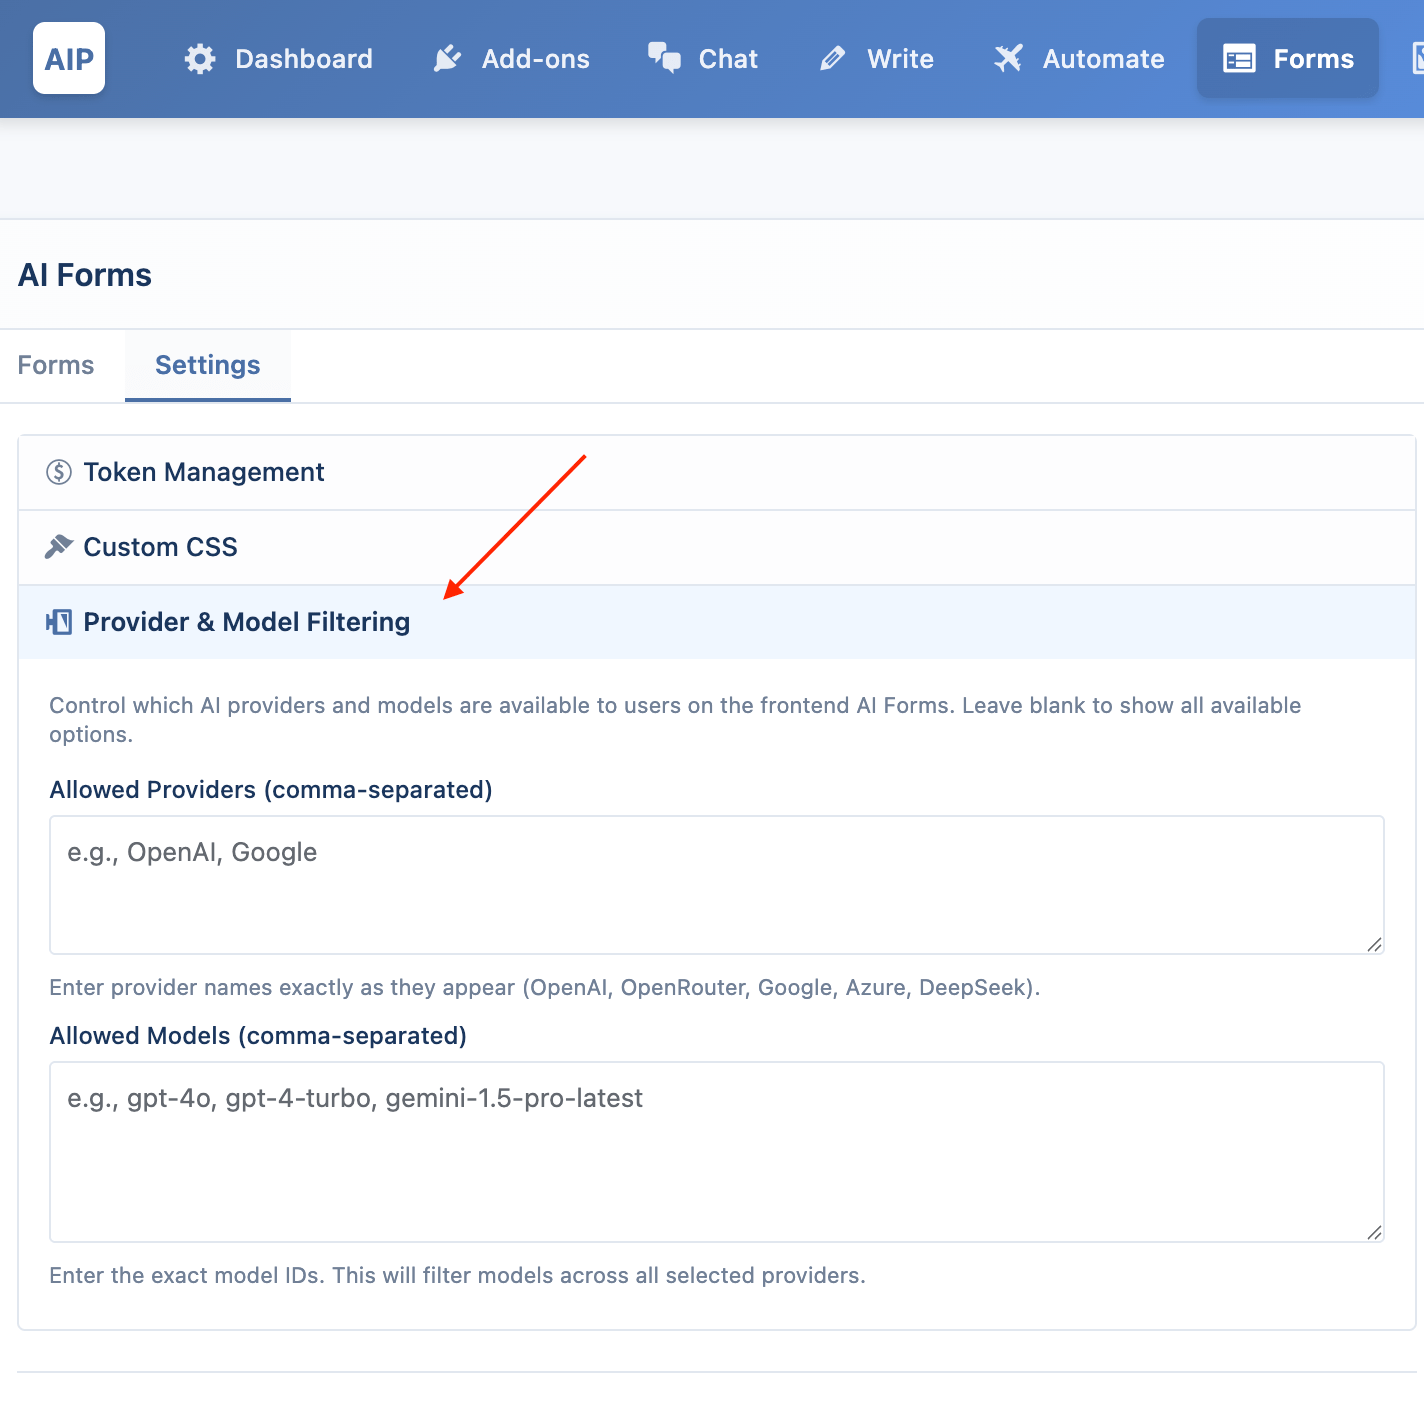 AIP Dashboard Add-ons Chat Write Automate Forms
AI Forms
Forms Settings
Token Management
Custom CSS
Provider & Model Filtering
Control which AI providers and models are available to users on the frontend AI Forms. Leave blank to show all available
options.
Allowed Providers (comma-separated)
e.g., OpenAI, Google
Enter provider names exactly as they appear (OpenAI, OpenRouter, Google, Azure, DeepSeek).
Allowed Models (comma-separated)
e.g., gpt-4o, gpt-4-turbo, gemini-1.5-pro-latest
Enter the exact model IDs. This will filter models across all selected providers.